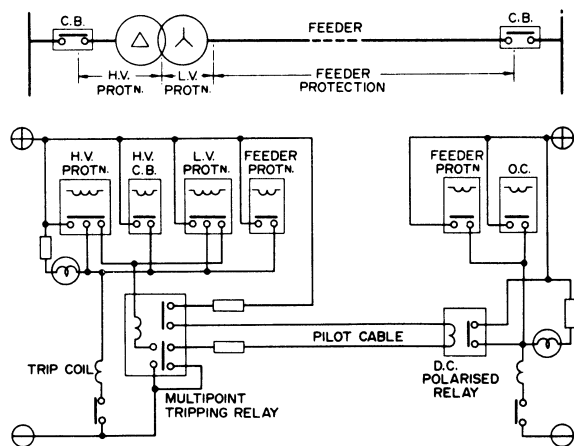 C.B.
FEEDER
C.B.
H.V.
PROTN.
L.V.
PROTN.
FEEDER
PROTECTION
H.V.
PROTN.
H.V.
C.B.
L.V.
PROTN.
FEEDER
PROTN.
FEEDER
PROTN
O.C.
PILOT CABLE
TRIP COIL
MULTIPOINT
TRIPPING RELAY
D.C.
POLARISED
RELAY